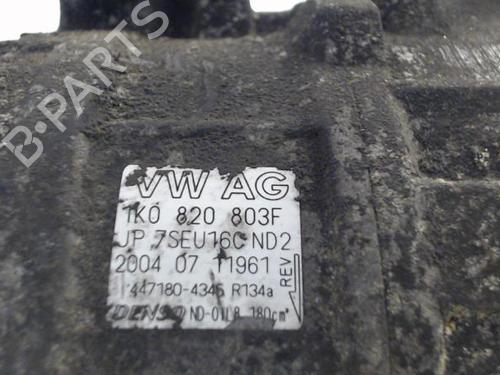 B-PARTS
VW AG
1K0 820 803F
JP 7SEU16C ND2
2004 07 11961
REV
447180-4346 R134a
DENSO ND-OIL8 180cm³